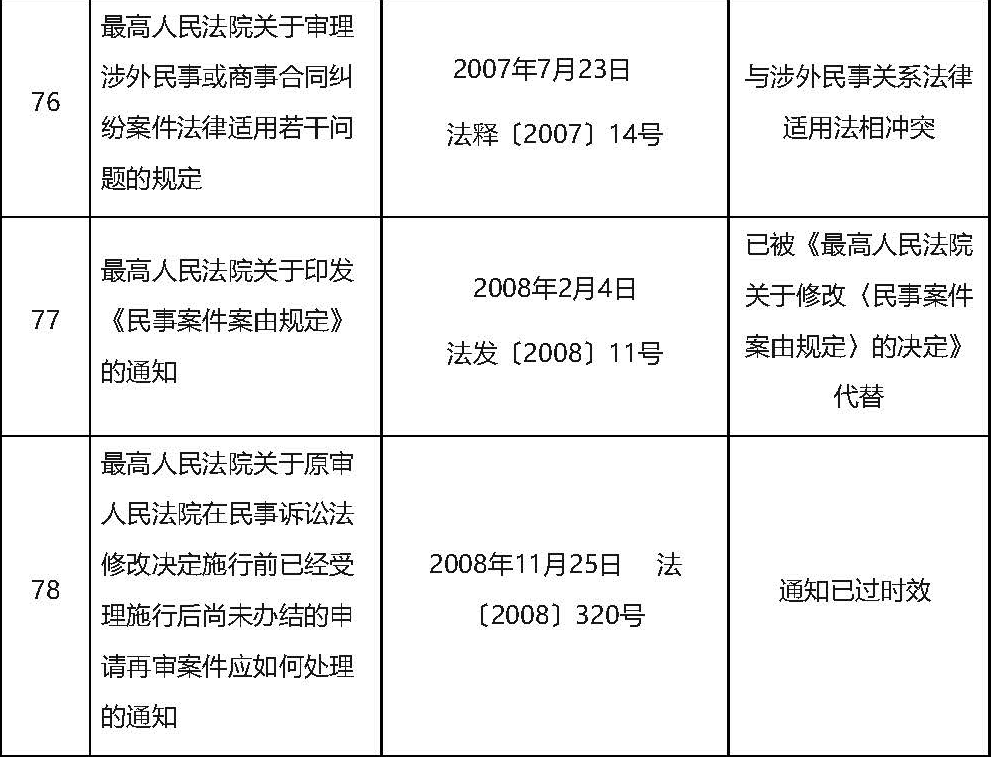 76
最高人民法院关于审理
涉外民事或商事合同纠
纷案件法律适用若干问
题的规定
2007年7月23日
法释〔2007〕14号
与涉外民事关系法律
适用法相冲突
77
最高人民法院关于印发
《民事案件案由规定》
的通知
2008年2月4日
法发〔2008〕11号
已被《最高人民法院
关于修改〈民事案件
案由规定〉的决定》
代替
78
最高人民法院关于原审
人民法院在民事诉讼法
修改决定施行前已经受
理施行后尚未办结的申
请再审案件应如何处理
的通知
2008年11月25日 法
〔2008〕320号
通知已过时效